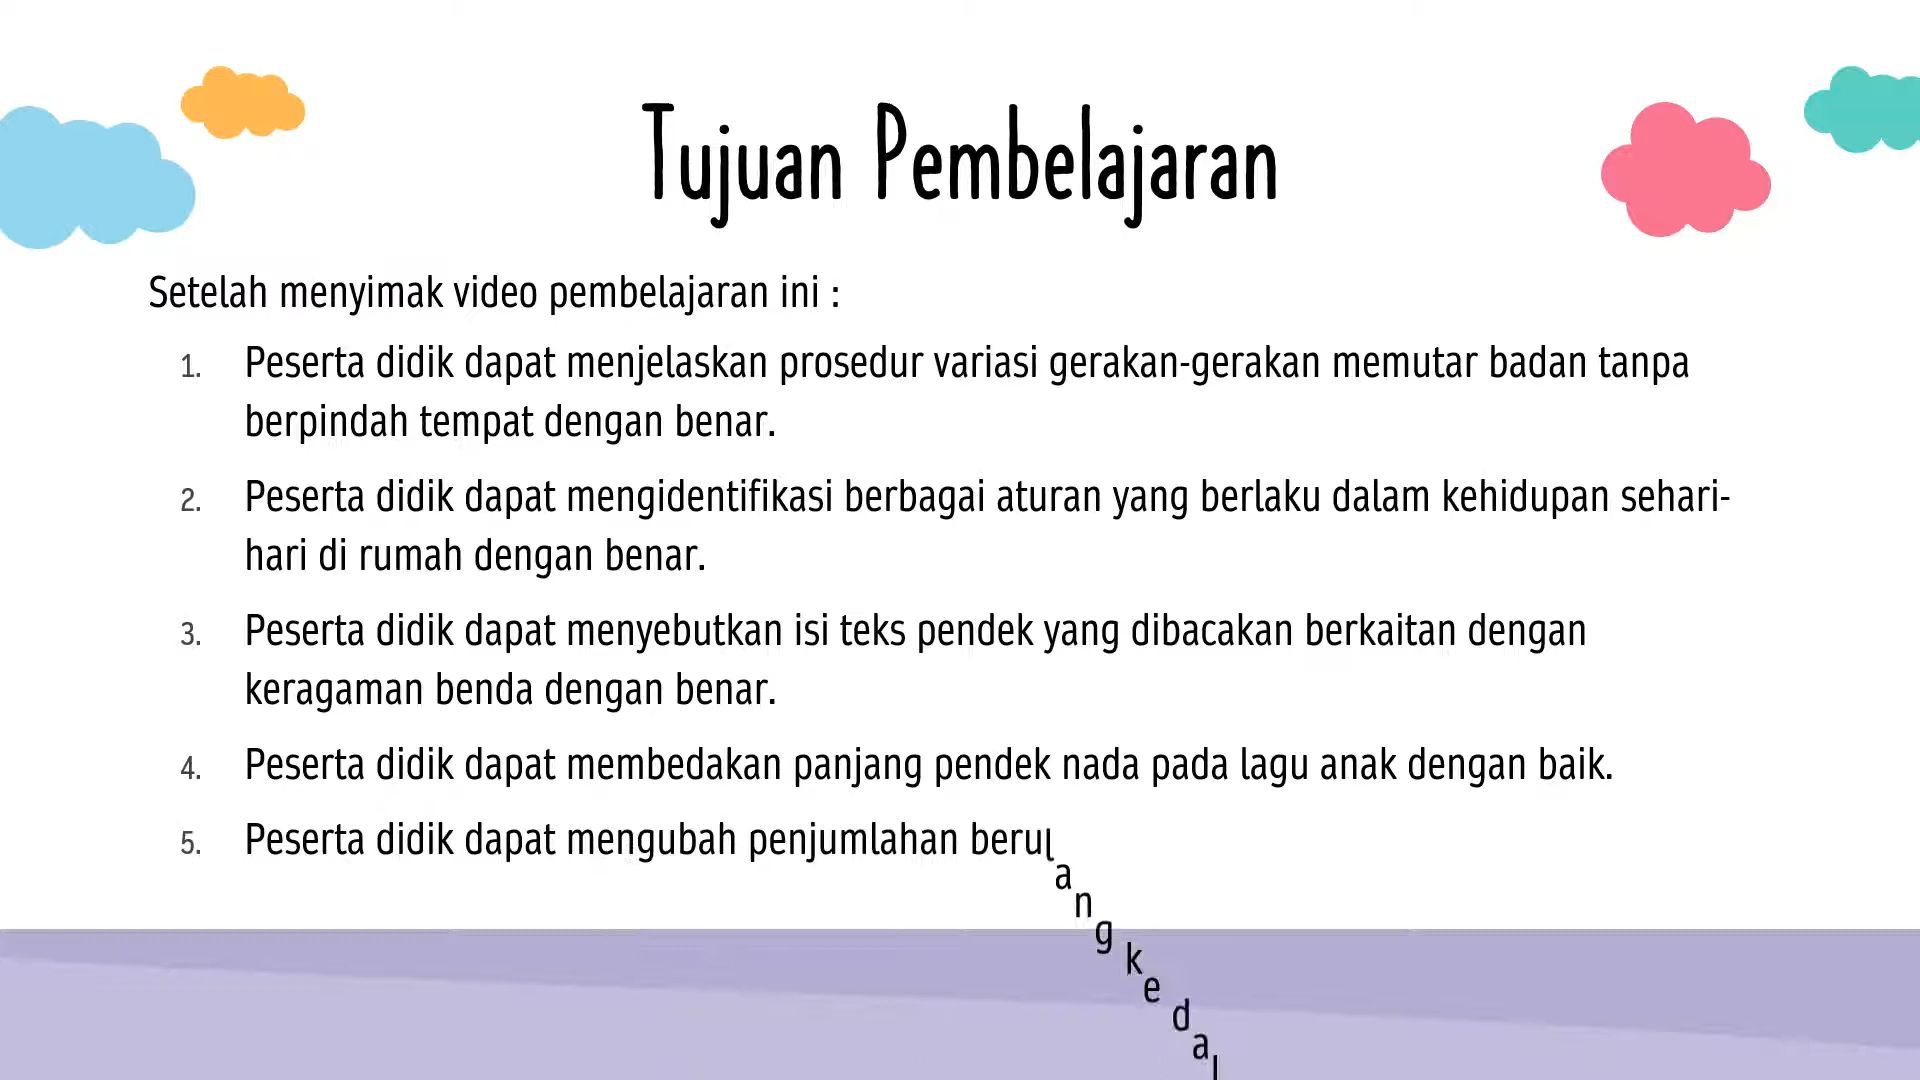 Tujuan Pembelajaran
Setelah menyimak video pembelajaran ini :
1. Peserta didik dapat menjelaskan prosedur variasi gerakan-gerakan memutar badan tanpa
berpindah tempat dengan benar.
2. Peserta didik dapat mengidentifikasi berbagai aturan yang berlaku dalam kehidupan sehari-
hari di rumah dengan benar.
3. Peserta didik dapat menyebutkan isi teks pendek yang dibacakan berkaitan dengan
keragaman benda dengan benar.
4. Peserta didik dapat membedakan panjang pendek nada pada lagu anak dengan baik.
5. Peserta didik dapat mengubah penjumlahan berulang ke